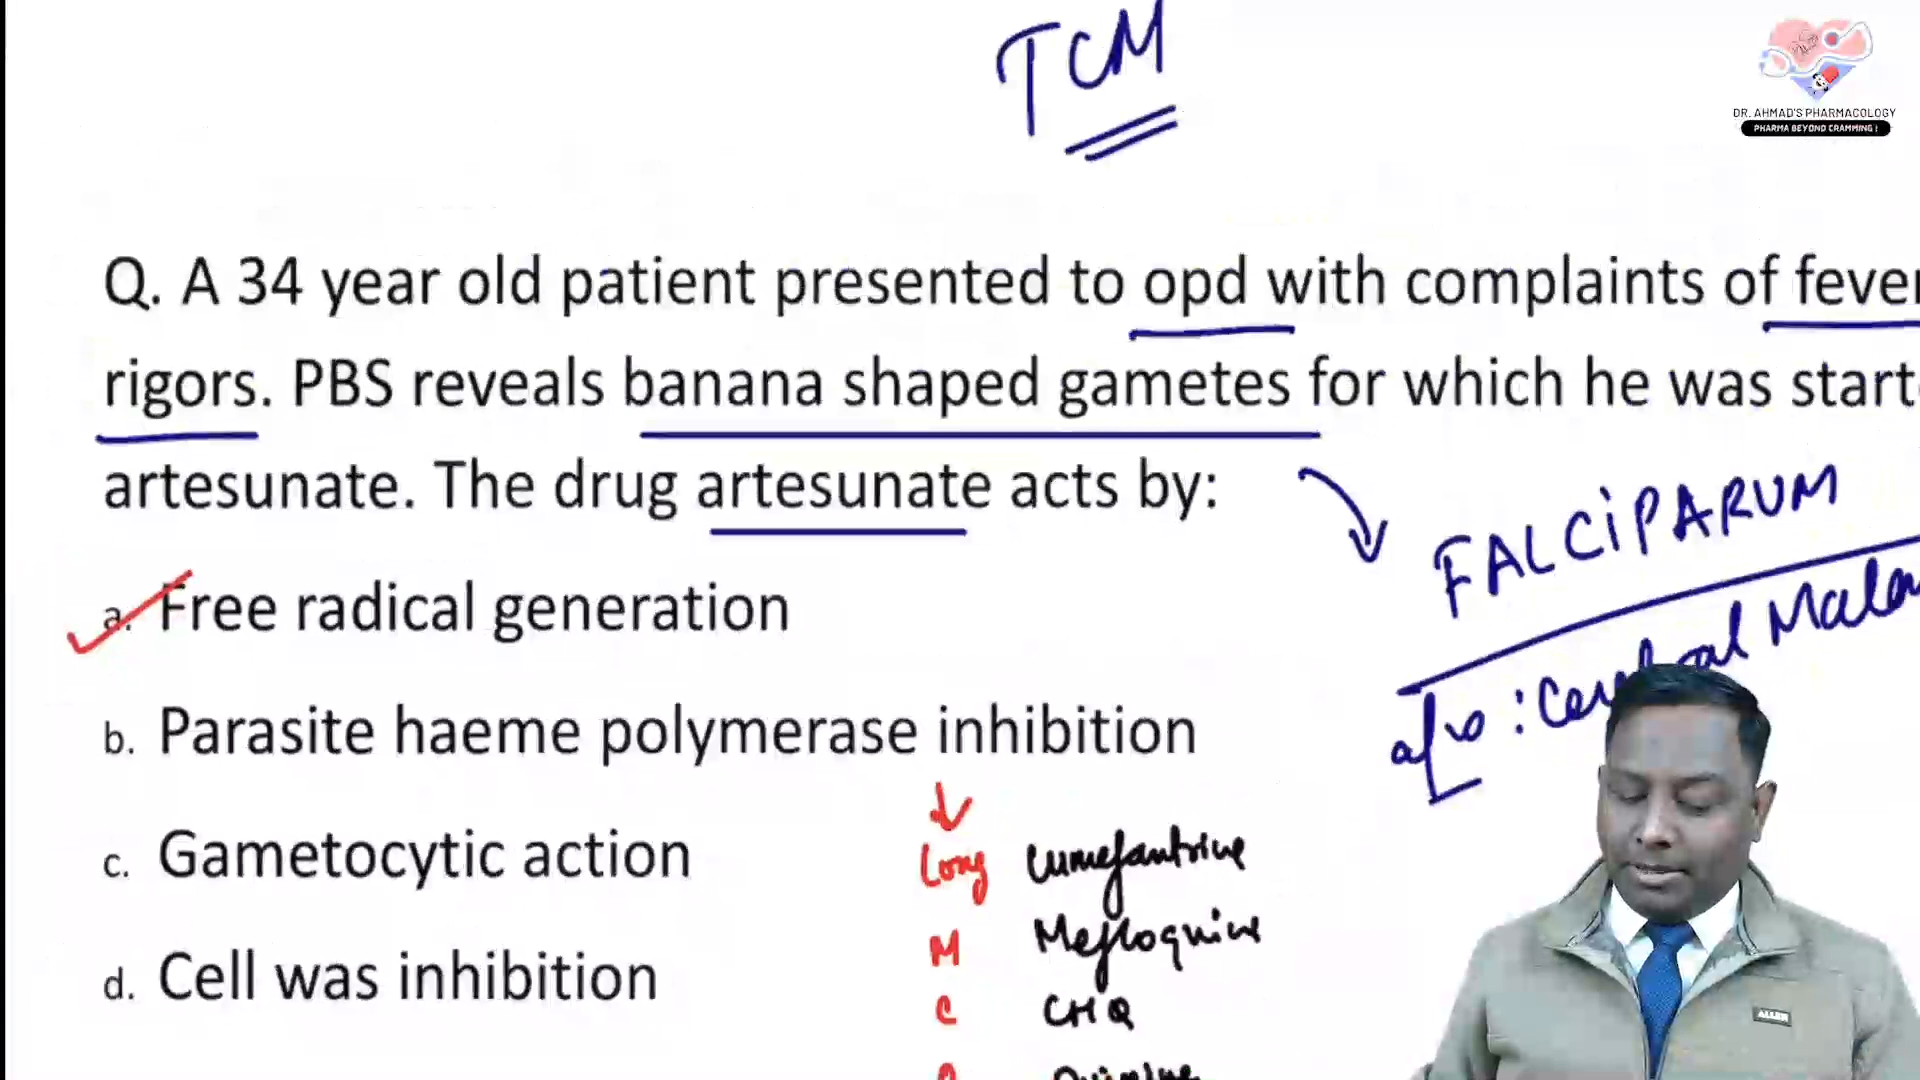 TCM
DR. AHMAD'S PHARMACOLOGY
PHARMA BEYOND CRAMMING !
Q. A 34 year old patient presented to opd with complaints of fever
rigors. PBS reveals banana shaped gametes for which he was start
artesunate. The drug artesunate acts by:
FALCIPARUM
a. Free radical generation
b. Parasite haeme polymerase inhibition
c. Gametocytic action
d. Cell was inhibition
Long Lumefantrine
M Mefloquine
C CHQ
Quinine
ALLEN